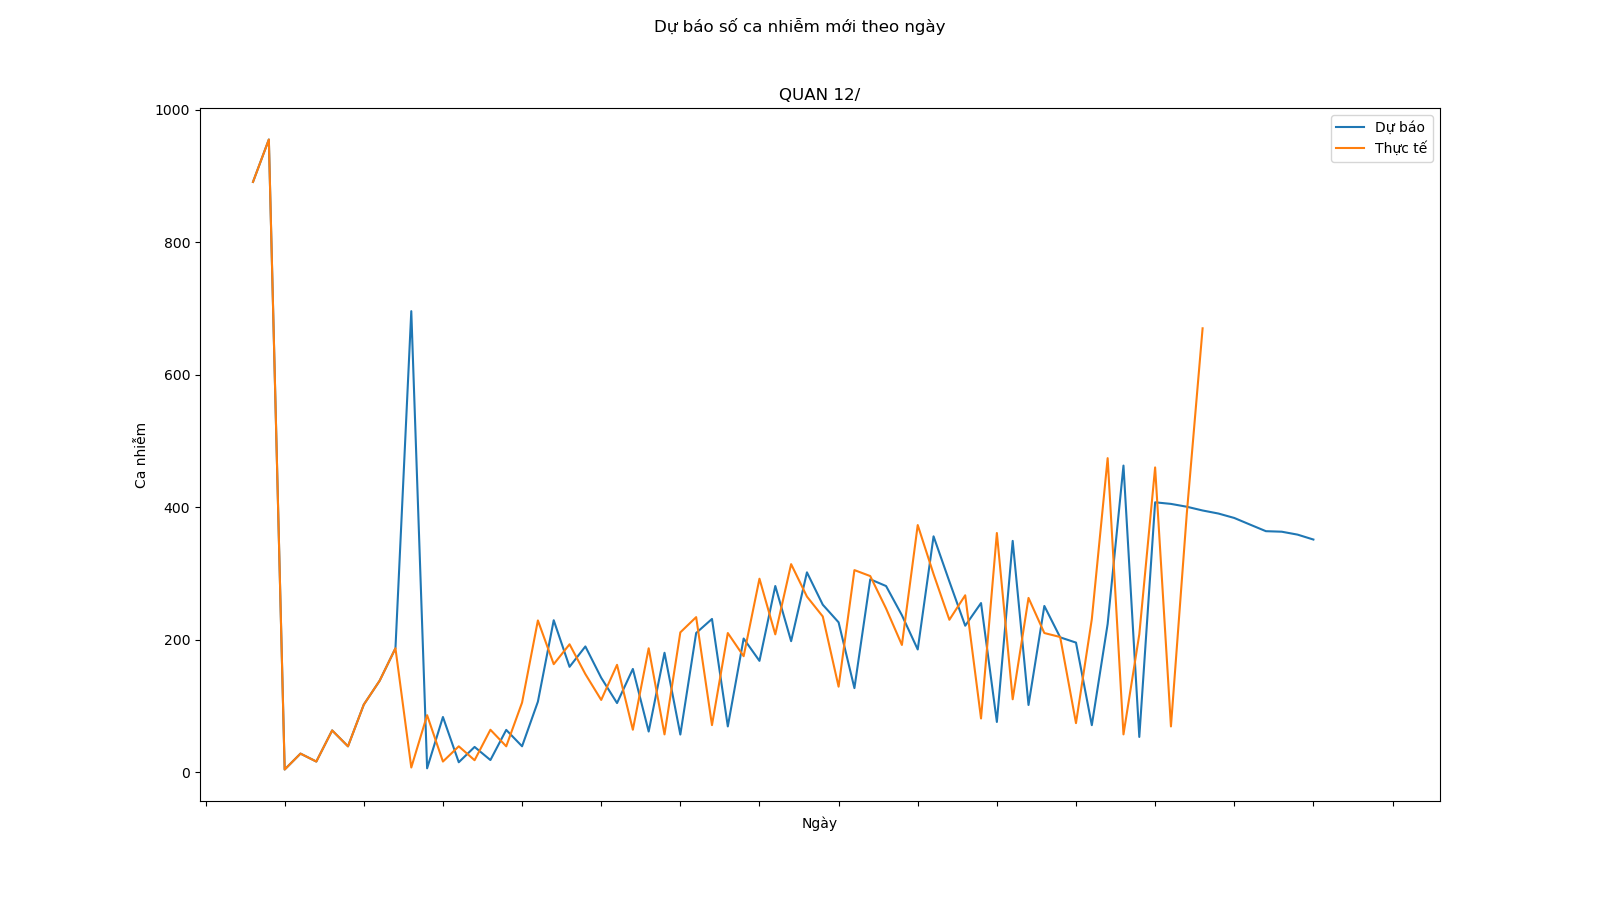 Dự báo số ca nhiễm mới theo ngày
QUAN 12/
Dự báo
Thực tế
1000
800
600
400
200
0
Ca nhiễm
Ngày